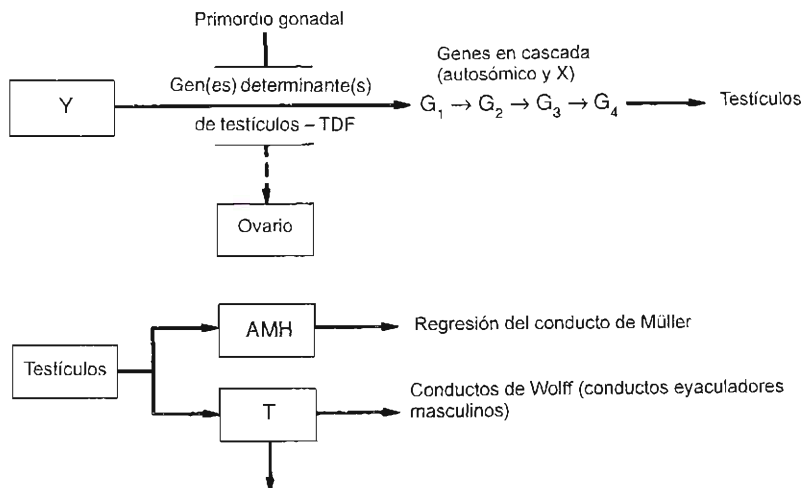 Primordio gonadal
Gen(es) determinante(s)
de testículos – TDF
Y
Genes en cascada
(autosómico y X)
G₁ → G₂ → G₃ → G₄
Testículos
Ovario
Testículos
AMH
Regresión del conducto de Müller
T
Conductos de Wolff (conductos eyaculadores
masculinos)